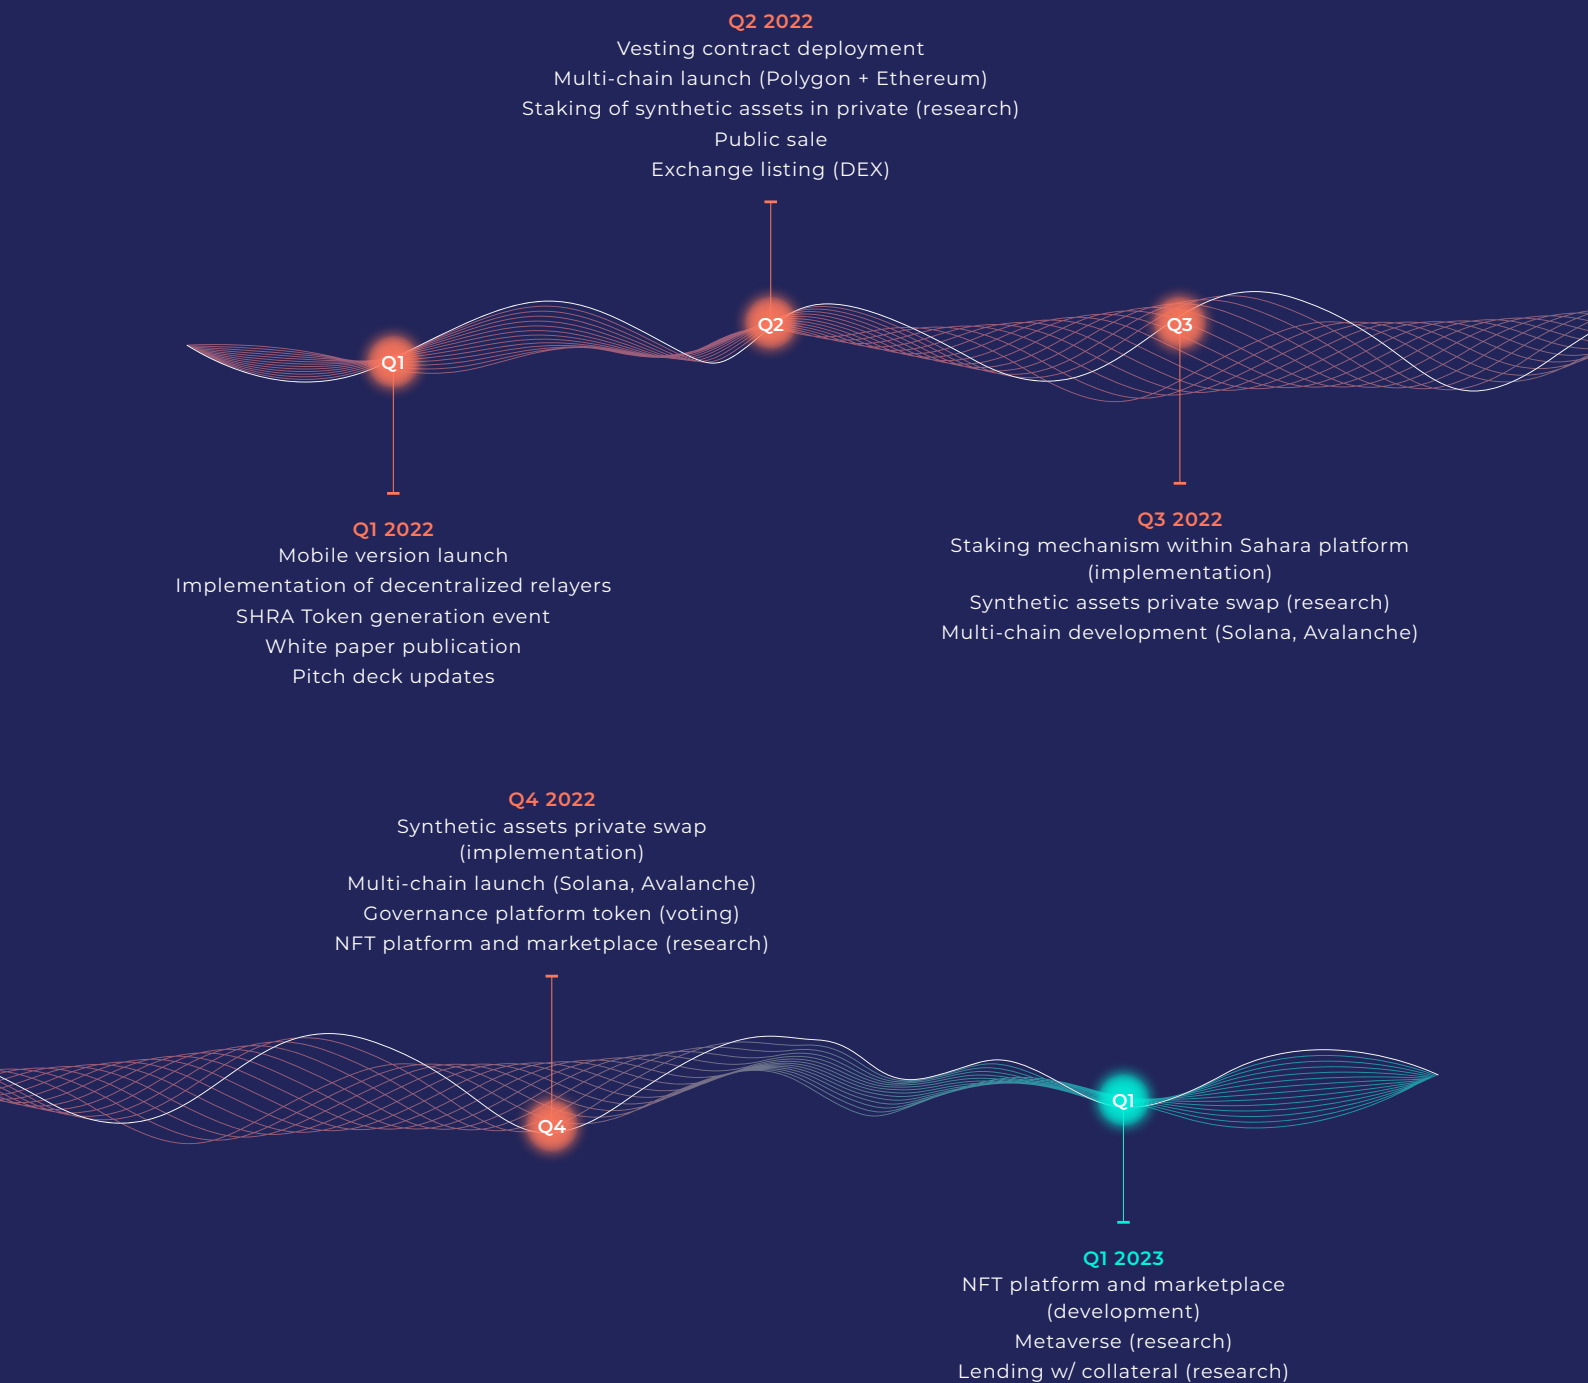 Q2 2022
Vesting contract deployment
Multi-chain launch (Polygon + Ethereum)
Staking of synthetic assets in private (research)
Public sale
Exchange listing (DEX)
Q1
Q2
Q3
Q1 2022
Mobile version launch
Implementation of decentralized relayers
SHRA Token generation event
White paper publication
Pitch deck updates
Q3 2022
Staking mechanism within Sahara platform
(implementation)
Synthetic assets private swap (research)
Multi-chain development (Solana, Avalanche)
Q4 2022
Synthetic assets private swap
(implementation)
Multi-chain launch (Solana, Avalanche)
Governance platform token (voting)
NFT platform and marketplace (research)
Q4
Q1
Q1 2023
NFT platform and marketplace
(development)
Metaverse (research)
Lending w/ collateral (research)